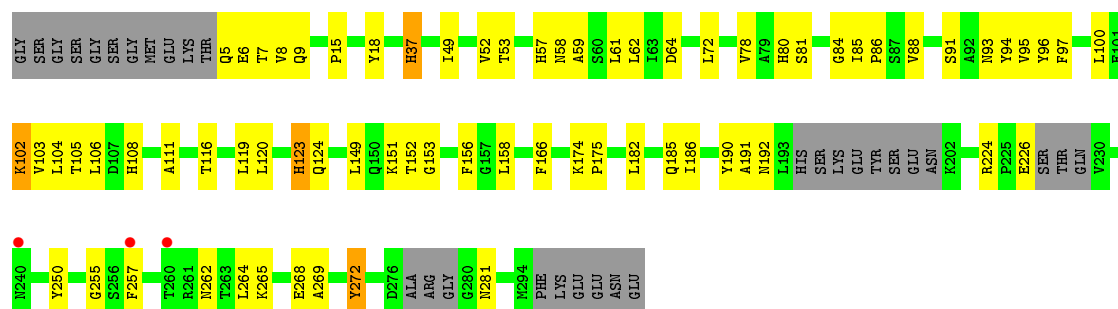 GLY SER GLY SER GLY SER GLY MET GLU LYS THR Q5 E6 T7 V8 Q9 P15 Y18 H37 I49 V52 T53 H57 N58 A59 S60 L61 L62 I63 D64 L72 V78 A79 H80 S81 G84 I85 P86 S87 V88 S91 A92 N93 Y94 V95 Y96 F97 L100 E101
K102 V103 L104 T105 L106 D107 H108 A111 T116 L119 L120 H123 Q124 L149 Q150 K151 T152 G153 F156 G157 L158 F166 K174 P175 L182 Q185 I186 Y190 A191 N192 L193 HIS SER LYS GLU TYR SER GLU ASN K202 R224 P225 E226 SER THR GLN V230
N240 Y250 G255 S256 F257 T260 R261 N262 T263 L264 K265 E268 A269 Y272 D276 ALA ARG GLY G280 N281 M294 PHE LYS GLU GLU ASN GLU